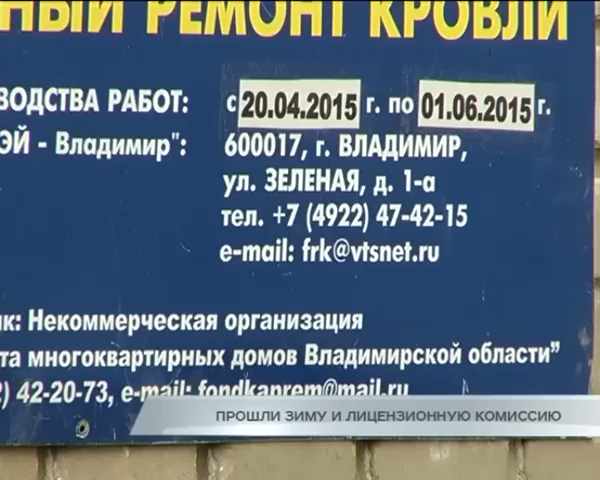 НЫЙ РЕМОНТ КРОВЛИ
ВОДСТВА РАБОТ: с 20.04.2015 г. по 01.06.2015 г.
ЭЙ - Владимир": 600017, г. ВЛАДИМИР,
ул. ЗЕЛЕНАЯ, д. 1-а
тел. +7 (4922) 47-42-15
e-mail: frk@vtsnet.ru
ик: Некоммерческая организация
та многоквартирных домов Владимирской области”
2) 42-20-73, e-mail: fondkaprem@mail.ru
ПРОШЛИ ЗИМУ И ЛИЦЕНЗИОННУЮ КОМИССИЮ